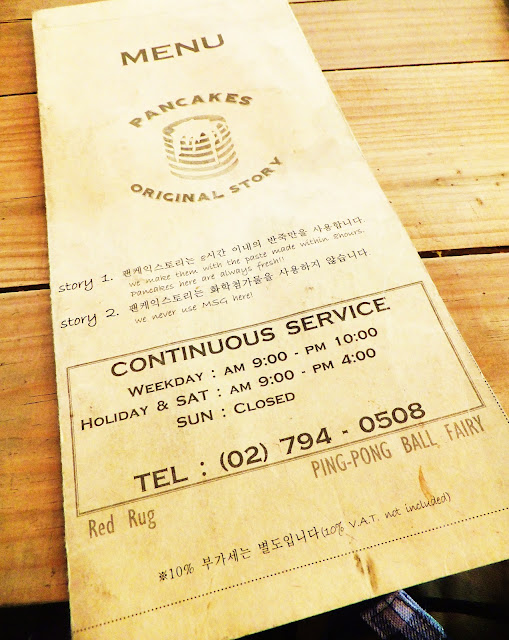 MENU
PANCAKES
ORIGINAL STORY
story 1. 팬케익스토리는 8시간 이내의 반죽만을 사용합니다.
we make them with the paste made within 8hours.
Pancakes here are always fresh!!
story 2. 팬케익스토리는 화학첨가물을 사용하지 않습니다
we never use MSG here!
CONTINUOUS SERVICE
WEEKDAY : AM 9:00 - PM 10:00
HOLIDAY & SAT : AM 9:00 - PM 4:00
SUN : CLOSED
TEL : (02) 794 - 0508
Red Rug
PING-PONG BALL FAIRY
※10% 부가세는 별도입니다(10% V.A.T. not included)